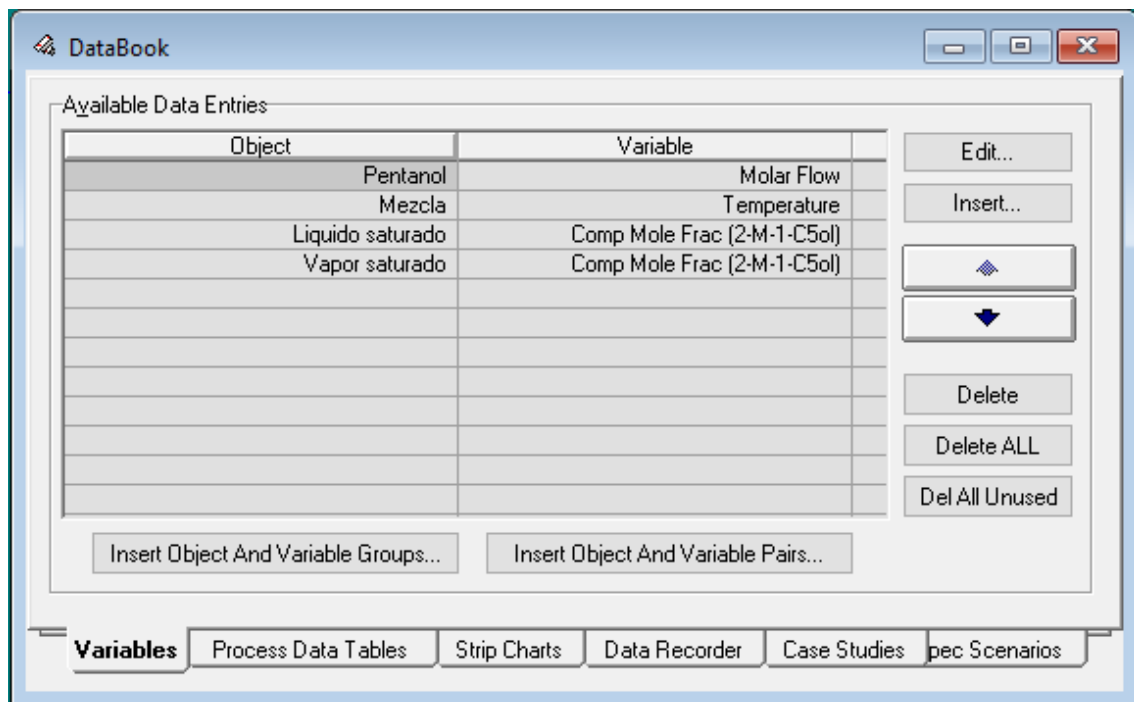 DataBook
Available Data Entries
Object Variable
Pentanol Molar Flow
Mezcla Temperature
Liquido saturado Comp Mole Frac (2-M-1-C5ol)
Vapor saturado Comp Mole Frac (2-M-1-C5ol)
Edit...
Insert...
Delete
Delete ALL
Del All Unused
Insert Object And Variable Groups... Insert Object And Variable Pairs...
Variables Process Data Tables Strip Charts Data Recorder Case Studies pec Scenarios